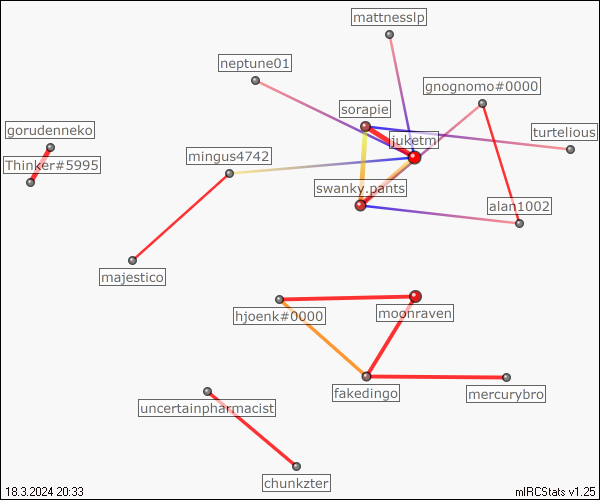 mattnesslp
neptune01
gnognomo#0000
sorapie
gorudenneko
turtelious
juketm
mingus4742
Thinker#5995
swanky.pants
alan1002
majestico
hjoenk#0000
moonraven
fakedingo
mercurybro
uncertainpharmacist
chunkzter
18.3.2024 20:33
mIRCStats v1.25